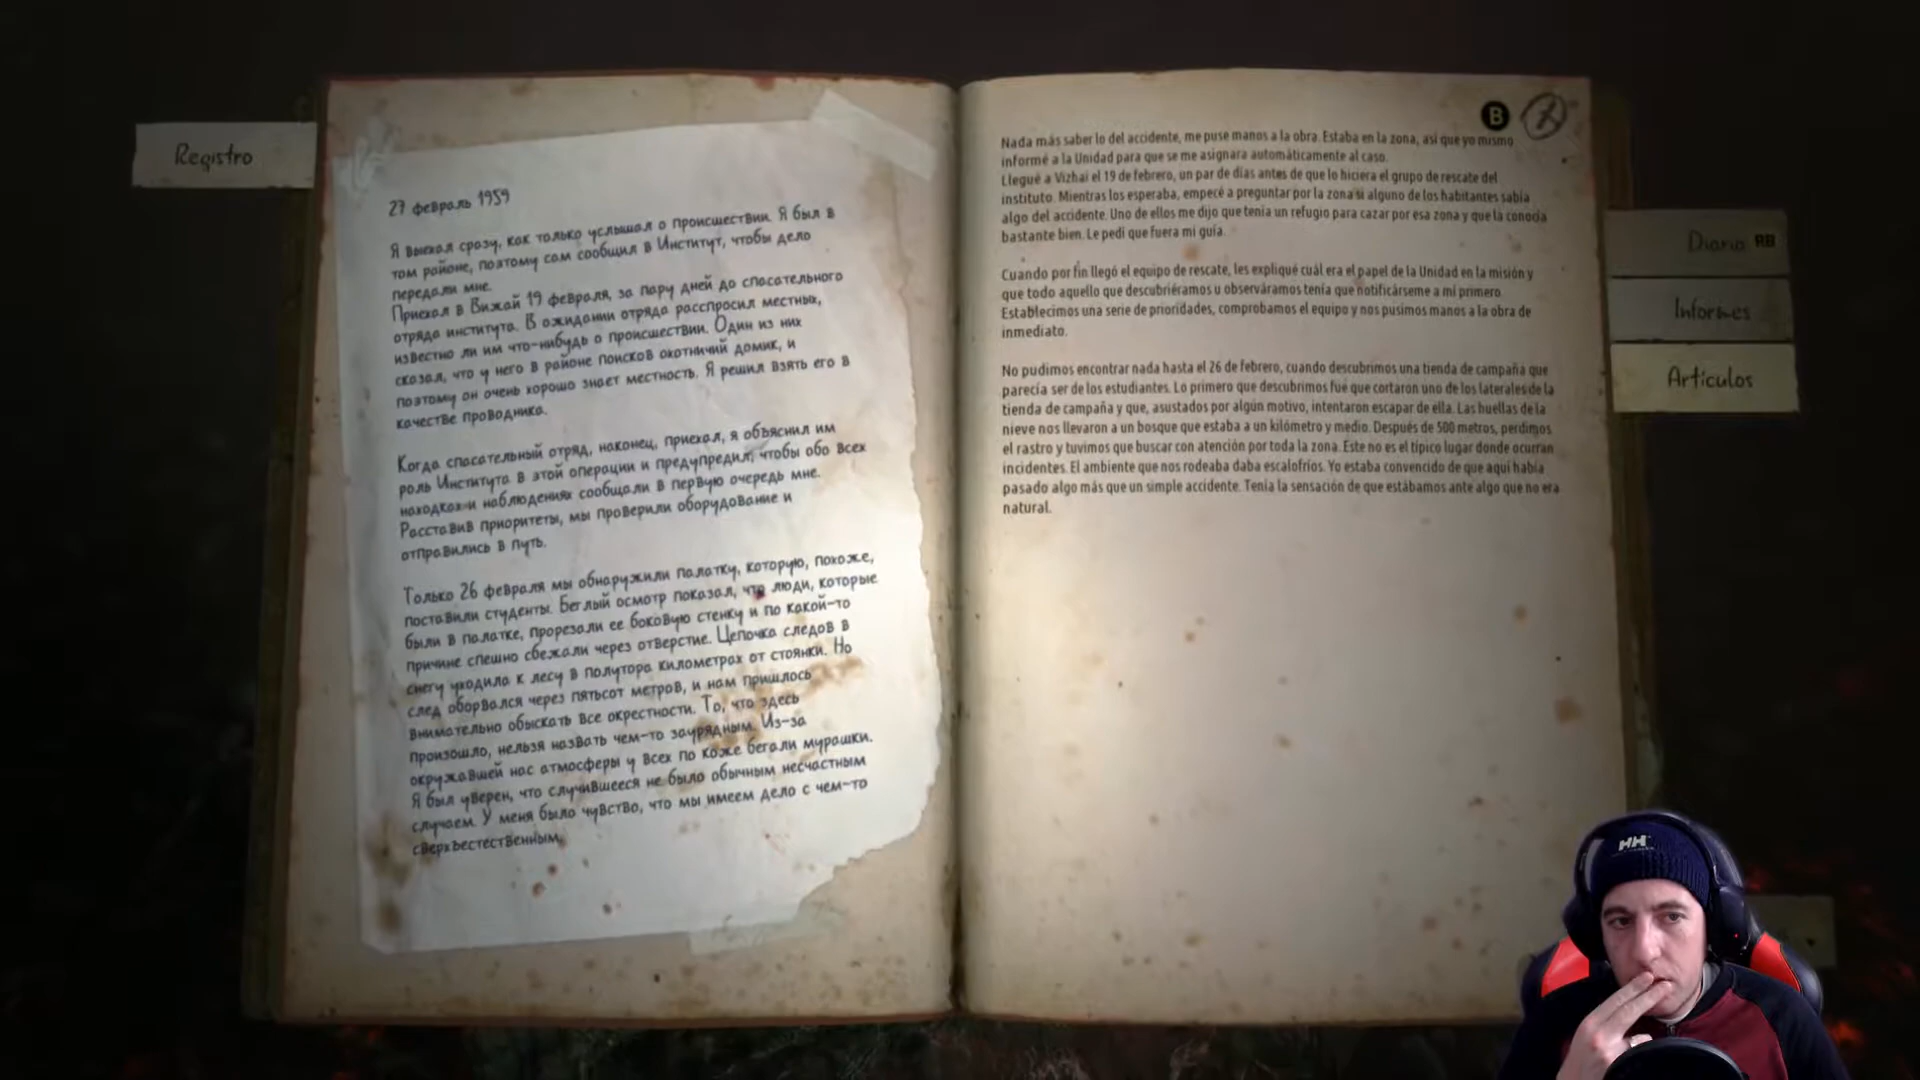 Registro
27 февраль 1959
Я выехал сразу, как только услышал о происшествии. Я был в
том районе, поэтому сам сообщил в Институт, чтобы дело
передали мне.
Приехал в Вижай 19 февраля, за пару дней до спасательного
отряда института. В ожидании отряда расспросил местных,
известно ли им что-нибудь о происшествии. Один из них
сказал, что у него в районе поисков охотничий домик, и
поэтому он очень хорошо знает местность. Я решил взять его в
качестве проводника.
Когда спасательный отряд, наконец, приехал, я объяснил им
роль Института в этой операции и предупредил, чтобы обо всех
находках и наблюдениях сообщали в первую очередь мне.
Расставив приоритеты, мы проверили оборудование и
отправились в путь.
Только 26 февраля мы обнаружили палатку, которую, похоже,
поставили студенты. Беглый осмотр показал, что люди, которые
были в палатке, прорезали ее боковую стенку и по какой-то
причине спешно сбежали через отверстие. Цепочка следов в
снегу уходила к лесу в полутора километрах от стоянки. Но
след оборвался через пятьсот метров, и нам пришлось
внимательно обыскать все окрестности. То, что здесь
произошло, нельзя назвать чем-то заурядным. Из-за
окружавшей нас атмосферы у всех по коже бегали мурашки.
Я был уверен, что случившееся не было обычным несчастным
случаем. У меня было чувство, что мы имеем дело с чем-то
сверхъестественным.
B
Nada más saber lo del accidente, me puse manos a la obra. Estaba en la zona, así que yo mismo
informé a la Unidad para que se me asignara automáticamente al caso.
Llegué a Vizhai el 19 de febrero, un par de días antes de que lo hiciera el grupo de rescate del
instituto. Mientras los esperaba, empecé a preguntar por la zona si alguno de los habitantes sabía
algo del accidente. Uno de ellos me dijo que tenía un refugio para cazar por esa zona y que la conocía
bastante bien. Le pedí que fuera mi guía.
Cuando por fin llegó el equipo de rescate, les expliqué cuál era el papel de la Unidad en la misión y
que todo aquello que descubriéramos u observáramos tenía que notificárseme a mí primero.
Establecimos una serie de prioridades, comprobamos el equipo y nos pusimos manos a la obra de
inmediato.
No pudimos encontrar nada hasta el 26 de febrero, cuando descubrimos una tienda de campaña que
parecía ser de los estudiantes. Lo primero que descubrimos fue que cortaron uno de los laterales de la
tienda de campaña y que, asustados por algún motivo, intentaron escapar de ella. Las huellas de la
nieve nos llevaron a un bosque que estaba a un kilómetro y medio. Después de 500 metros, perdimos
el rastro y tuvimos que buscar con atención por toda la zona. Este no es el típico lugar donde ocurran
incidentes. El ambiente que nos rodeaba daba escalofríos. Yo estaba convencido de que aquí había
pasado algo más que un simple accidente. Tenía la sensación de que estábamos ante algo que no era
natural.
Diario RB
Informes
Artículos
HH